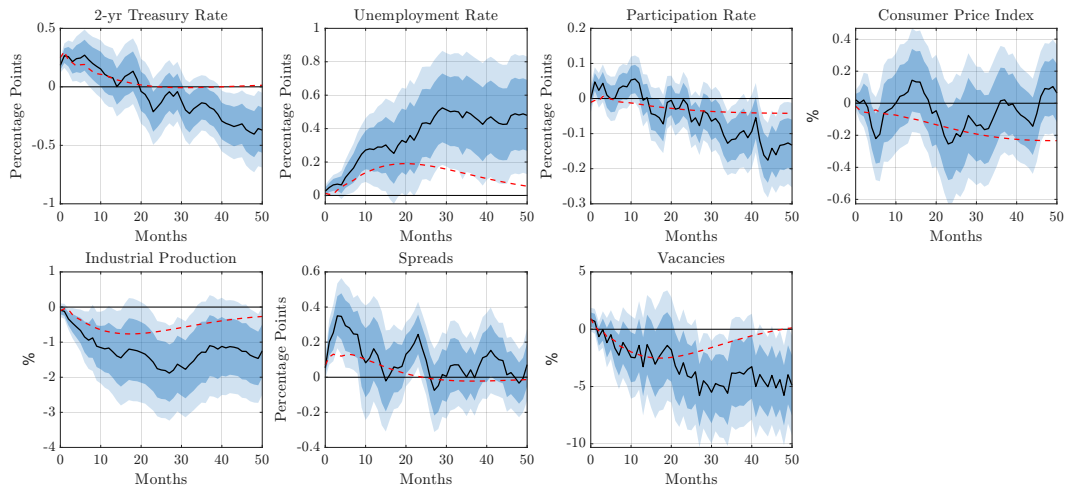 2-yr Treasury Rate
Percentage Points
0.5
0
-0.5
-1
0 10 20 30 40 50
Months
Unemployment Rate
Percentage Points
1
0.8
0.6
0.4
0.2
0
0 10 20 30 40 50
Months
Participation Rate
Percentage Points
0.2
0.1
0
-0.1
-0.2
-0.3
0 10 20 30 40 50
Months
Consumer Price Index
%
0.4
0.2
0
-0.2
-0.4
-0.6
0 10 20 30 40 50
Months
Industrial Production
%
1
0
-1
-2
-3
-4
0 10 20 30 40 50
Months
Spreads
Percentage Points
0.6
0.4
0.2
0
-0.2
-0.4
0 10 20 30 40 50
Months
Vacancies
%
5
0
-5
-10
0 10 20 30 40 50
Months